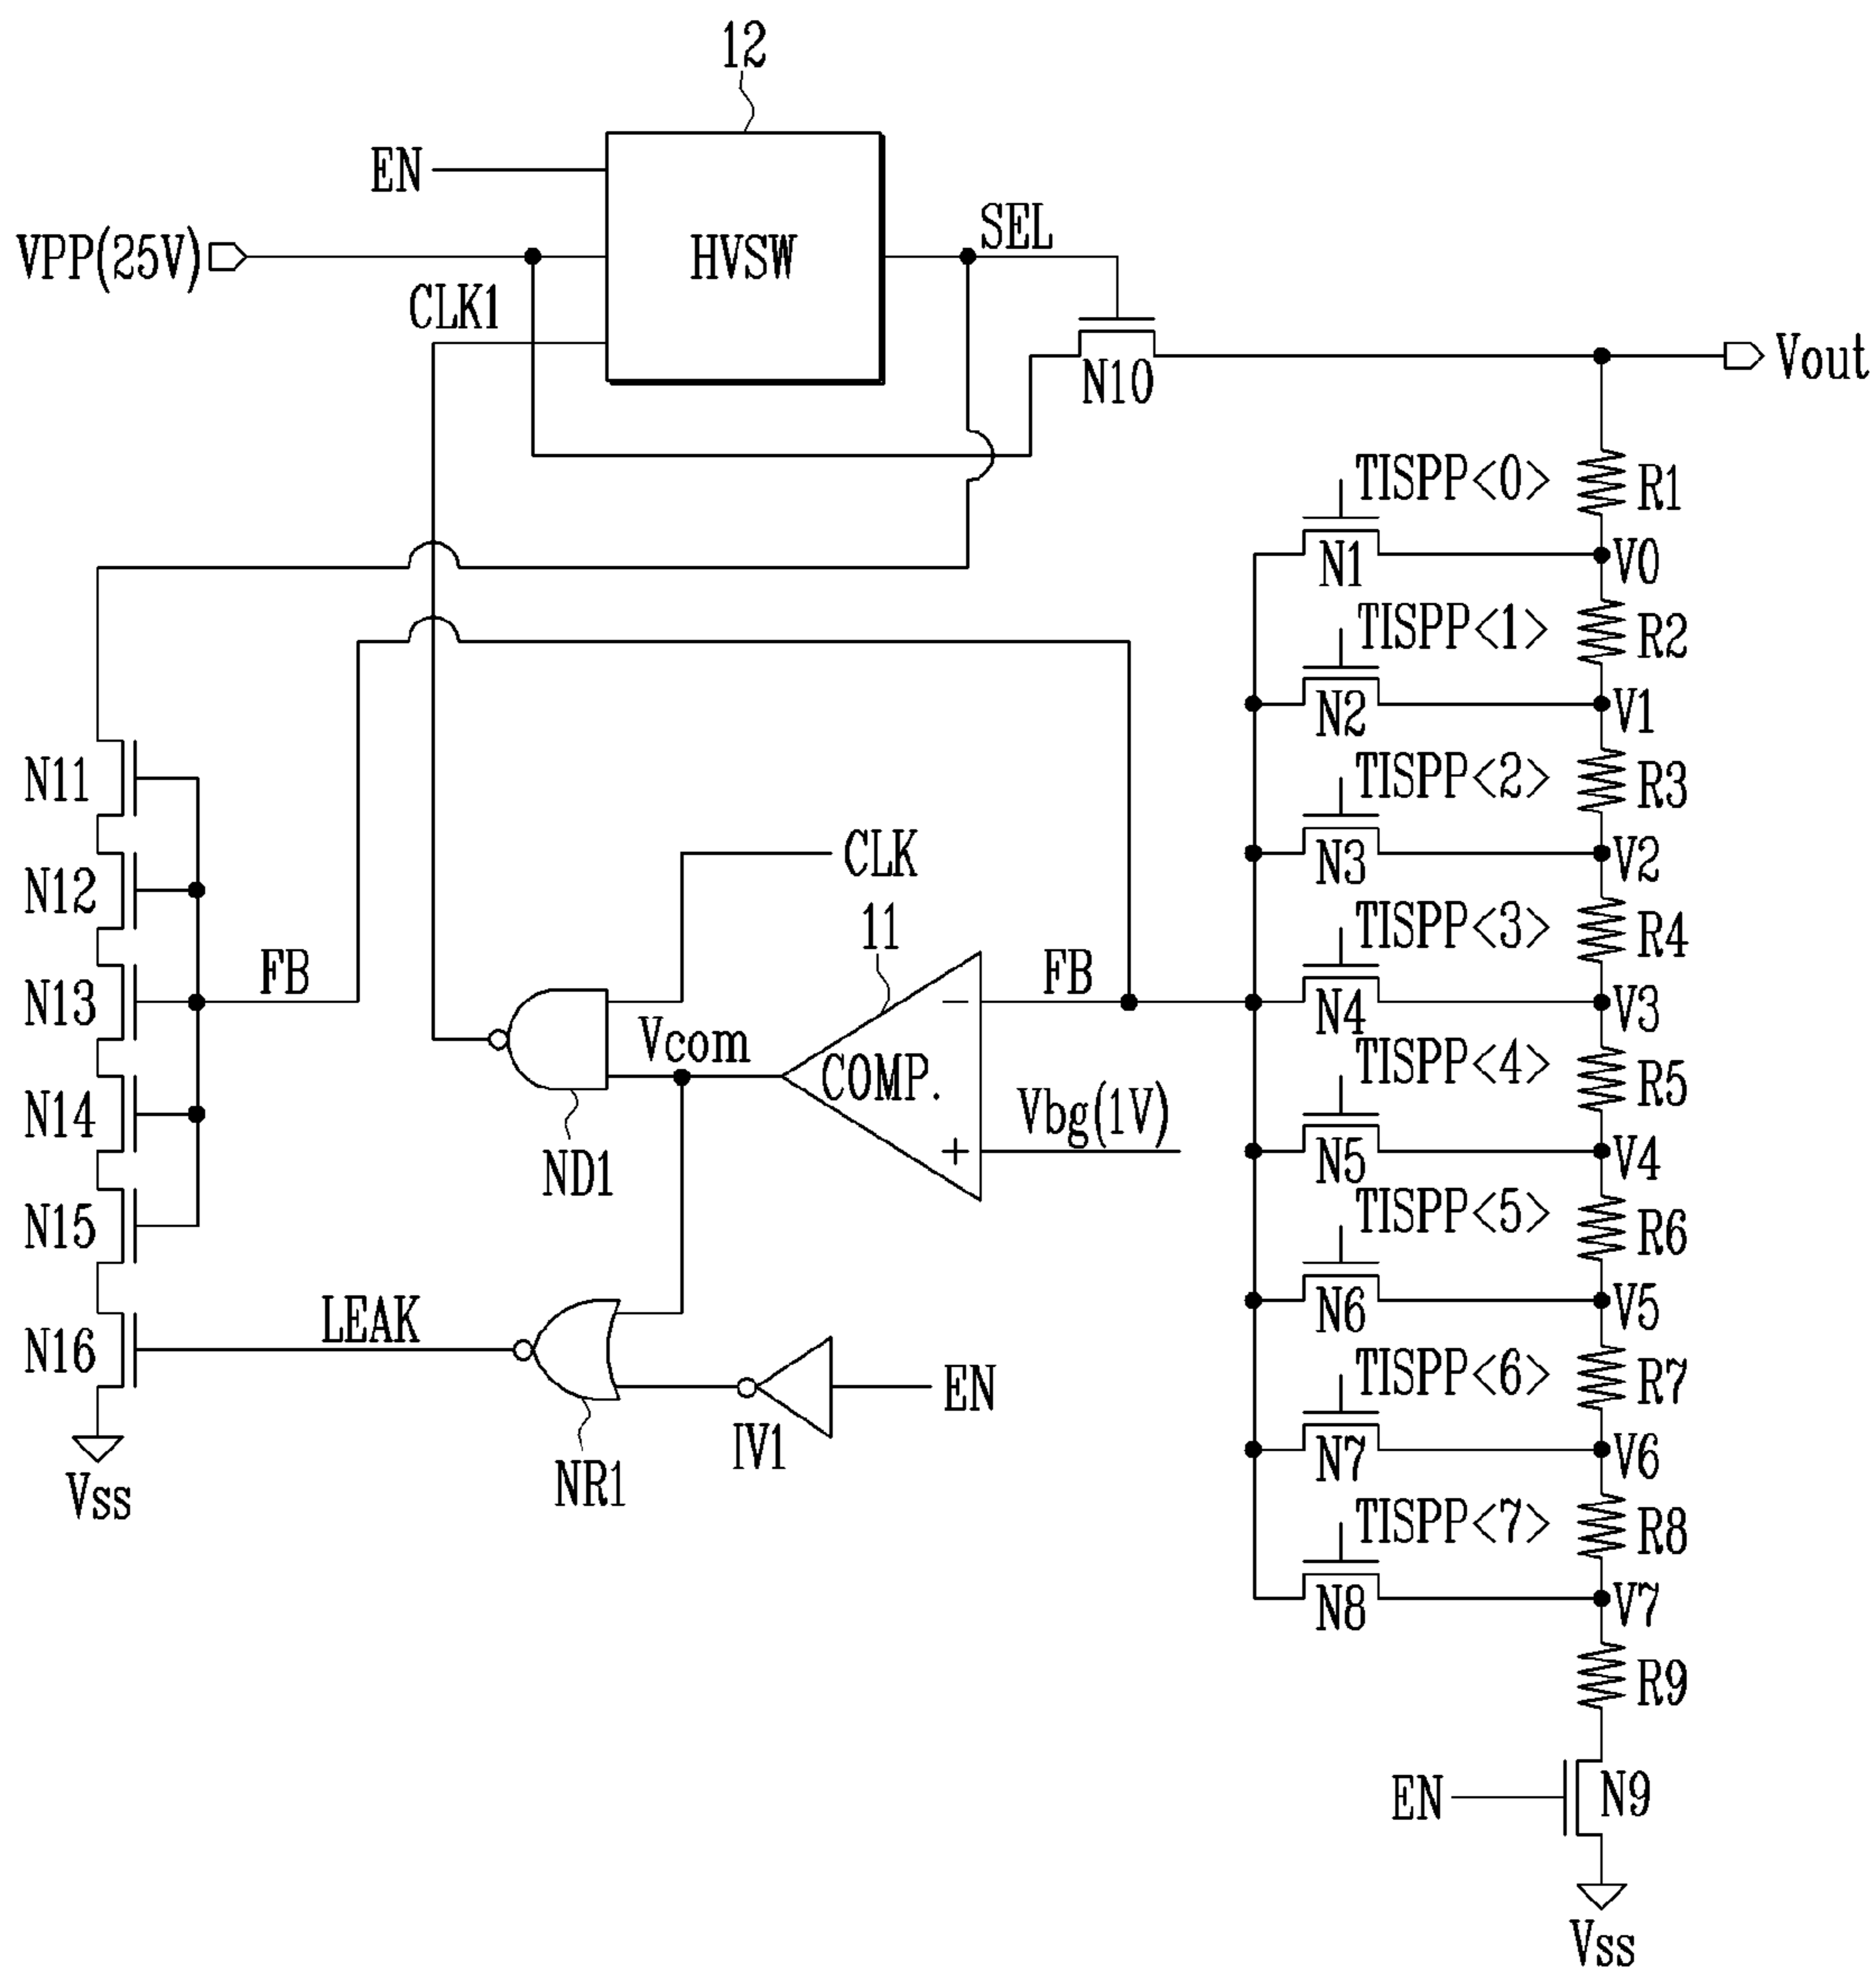 12
EN
VPP(25V)
HVSW
SEL
CLK1
N10
Vout
TISPP<0>
R1
N1
V0
TISPP<1>
R2
N2
V1
TISPP<2>
R3
N11
N3
V2
CLK
N12
TISPP<3>
R4
11
FB
FB
N13
N4
V3
Vcom
COMP.
−
+
TISPP<4>
R5
Vbg(1V)
N14
ND1
N5
V4
TISPP<5>
R6
N15
N6
V5
LEAK
N16
TISPP<6>
R7
EN
IV1
N7
V6
NR1
Vss
TISPP<7>
R8
N8
V7
R9
EN
N9
Vss